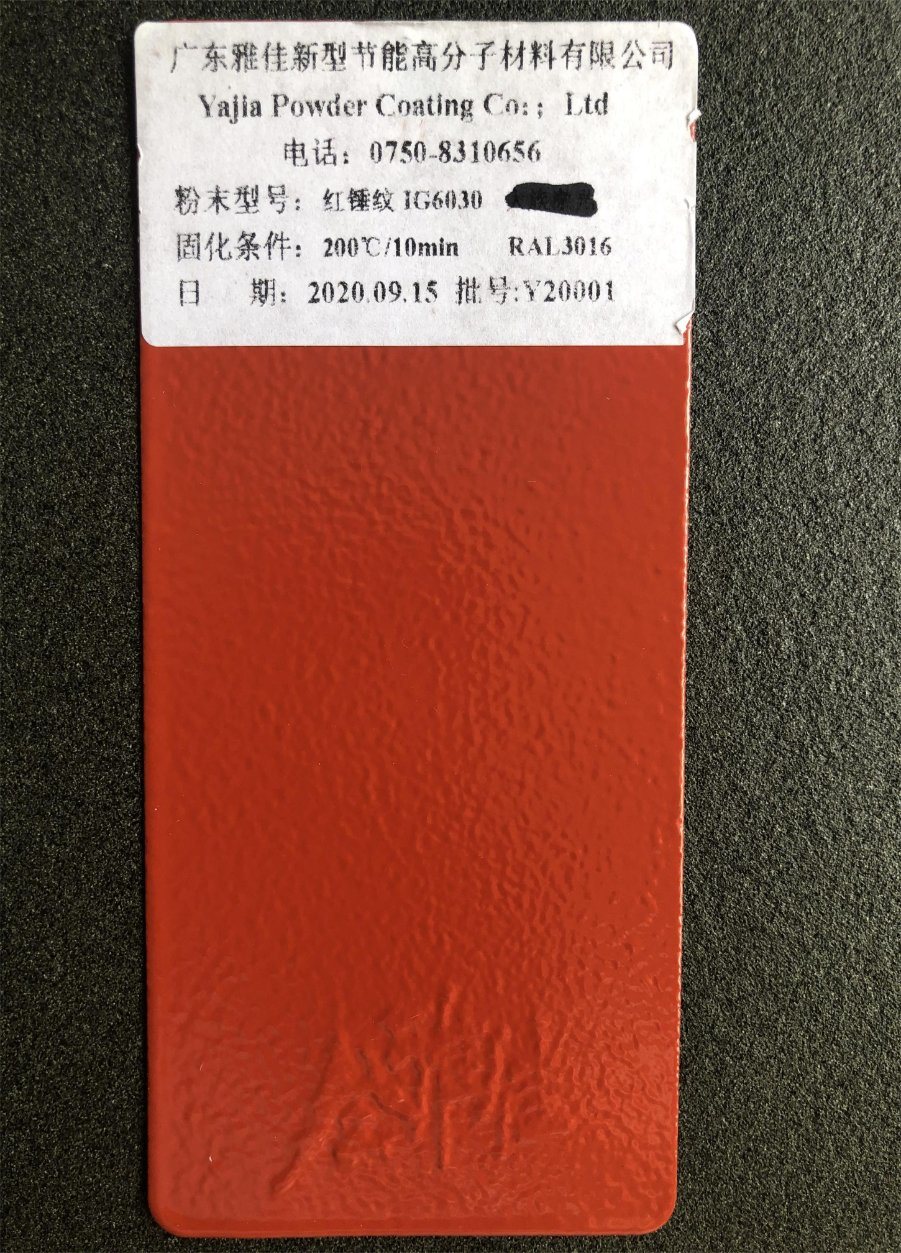 广东雅佳新型节能高分子材料有限公司
Yajia Powder Coating Co:; Ltd
电话：0750-8310656
粉末型号：红锤纹 IG6030
固化条件：200℃/10min RAL3016
日 期：2020.09.15 批号:Y20001